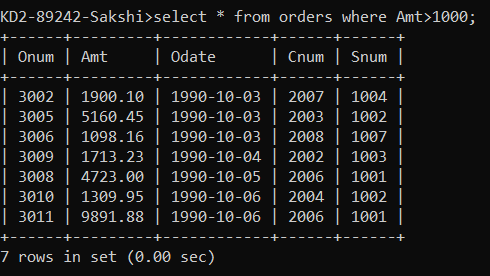 KD2-89242-Sakshi>select * from orders where Amt>1000;
+------+---------+------------+------+------+
| Onum | Amt     | Odate      | Cnum | Snum |
+------+---------+------------+------+------+
| 3002 | 1900.10 | 1990-10-03 | 2007 | 1004 |
| 3005 | 5160.45 | 1990-10-03 | 2003 | 1002 |
| 3006 | 1098.16 | 1990-10-03 | 2008 | 1007 |
| 3009 | 1713.23 | 1990-10-04 | 2002 | 1003 |
| 3008 | 4723.00 | 1990-10-05 | 2006 | 1001 |
| 3010 | 1309.95 | 1990-10-06 | 2004 | 1002 |
| 3011 | 9891.88 | 1990-10-06 | 2006 | 1001 |
+------+---------+------------+------+------+
7 rows in set (0.00 sec)